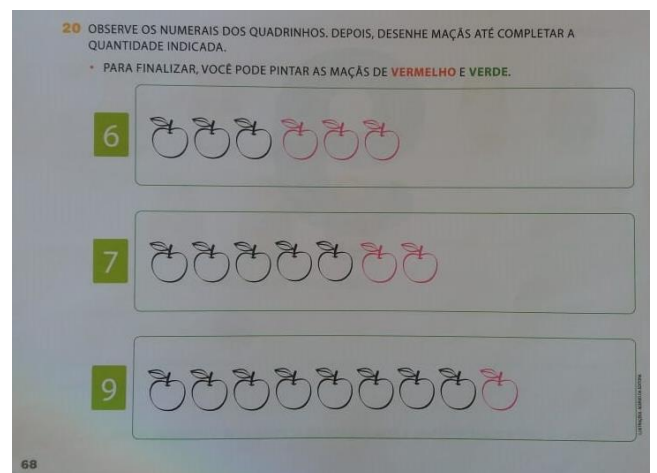 20 OBSERVE OS NUMERAIS DOS QUADRINHOS. DEPOIS, DESENHE MAÇÃS ATÉ COMPLETAR A
QUANTIDADE INDICADA.
• PARA FINALIZAR, VOCÊ PODE PINTAR AS MAÇÃS DE VERMELHO E VERDE.
6
7
9
68